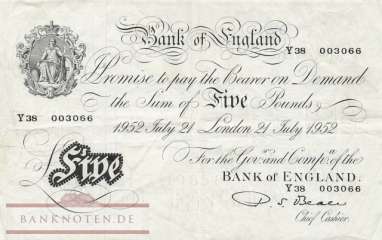 Bank of England
Y38 003066
I Promise to pay the Bearer on Demand
the Sum of Five Pounds
Y38 003066
1952 July 21 London 21 July 1952
For the Gov.r and Comp.a of the
BANK OF ENGLAND.
Y38 003066
Five
P. S. Beale
Chief Cashier.
BANKNOTEN.DE